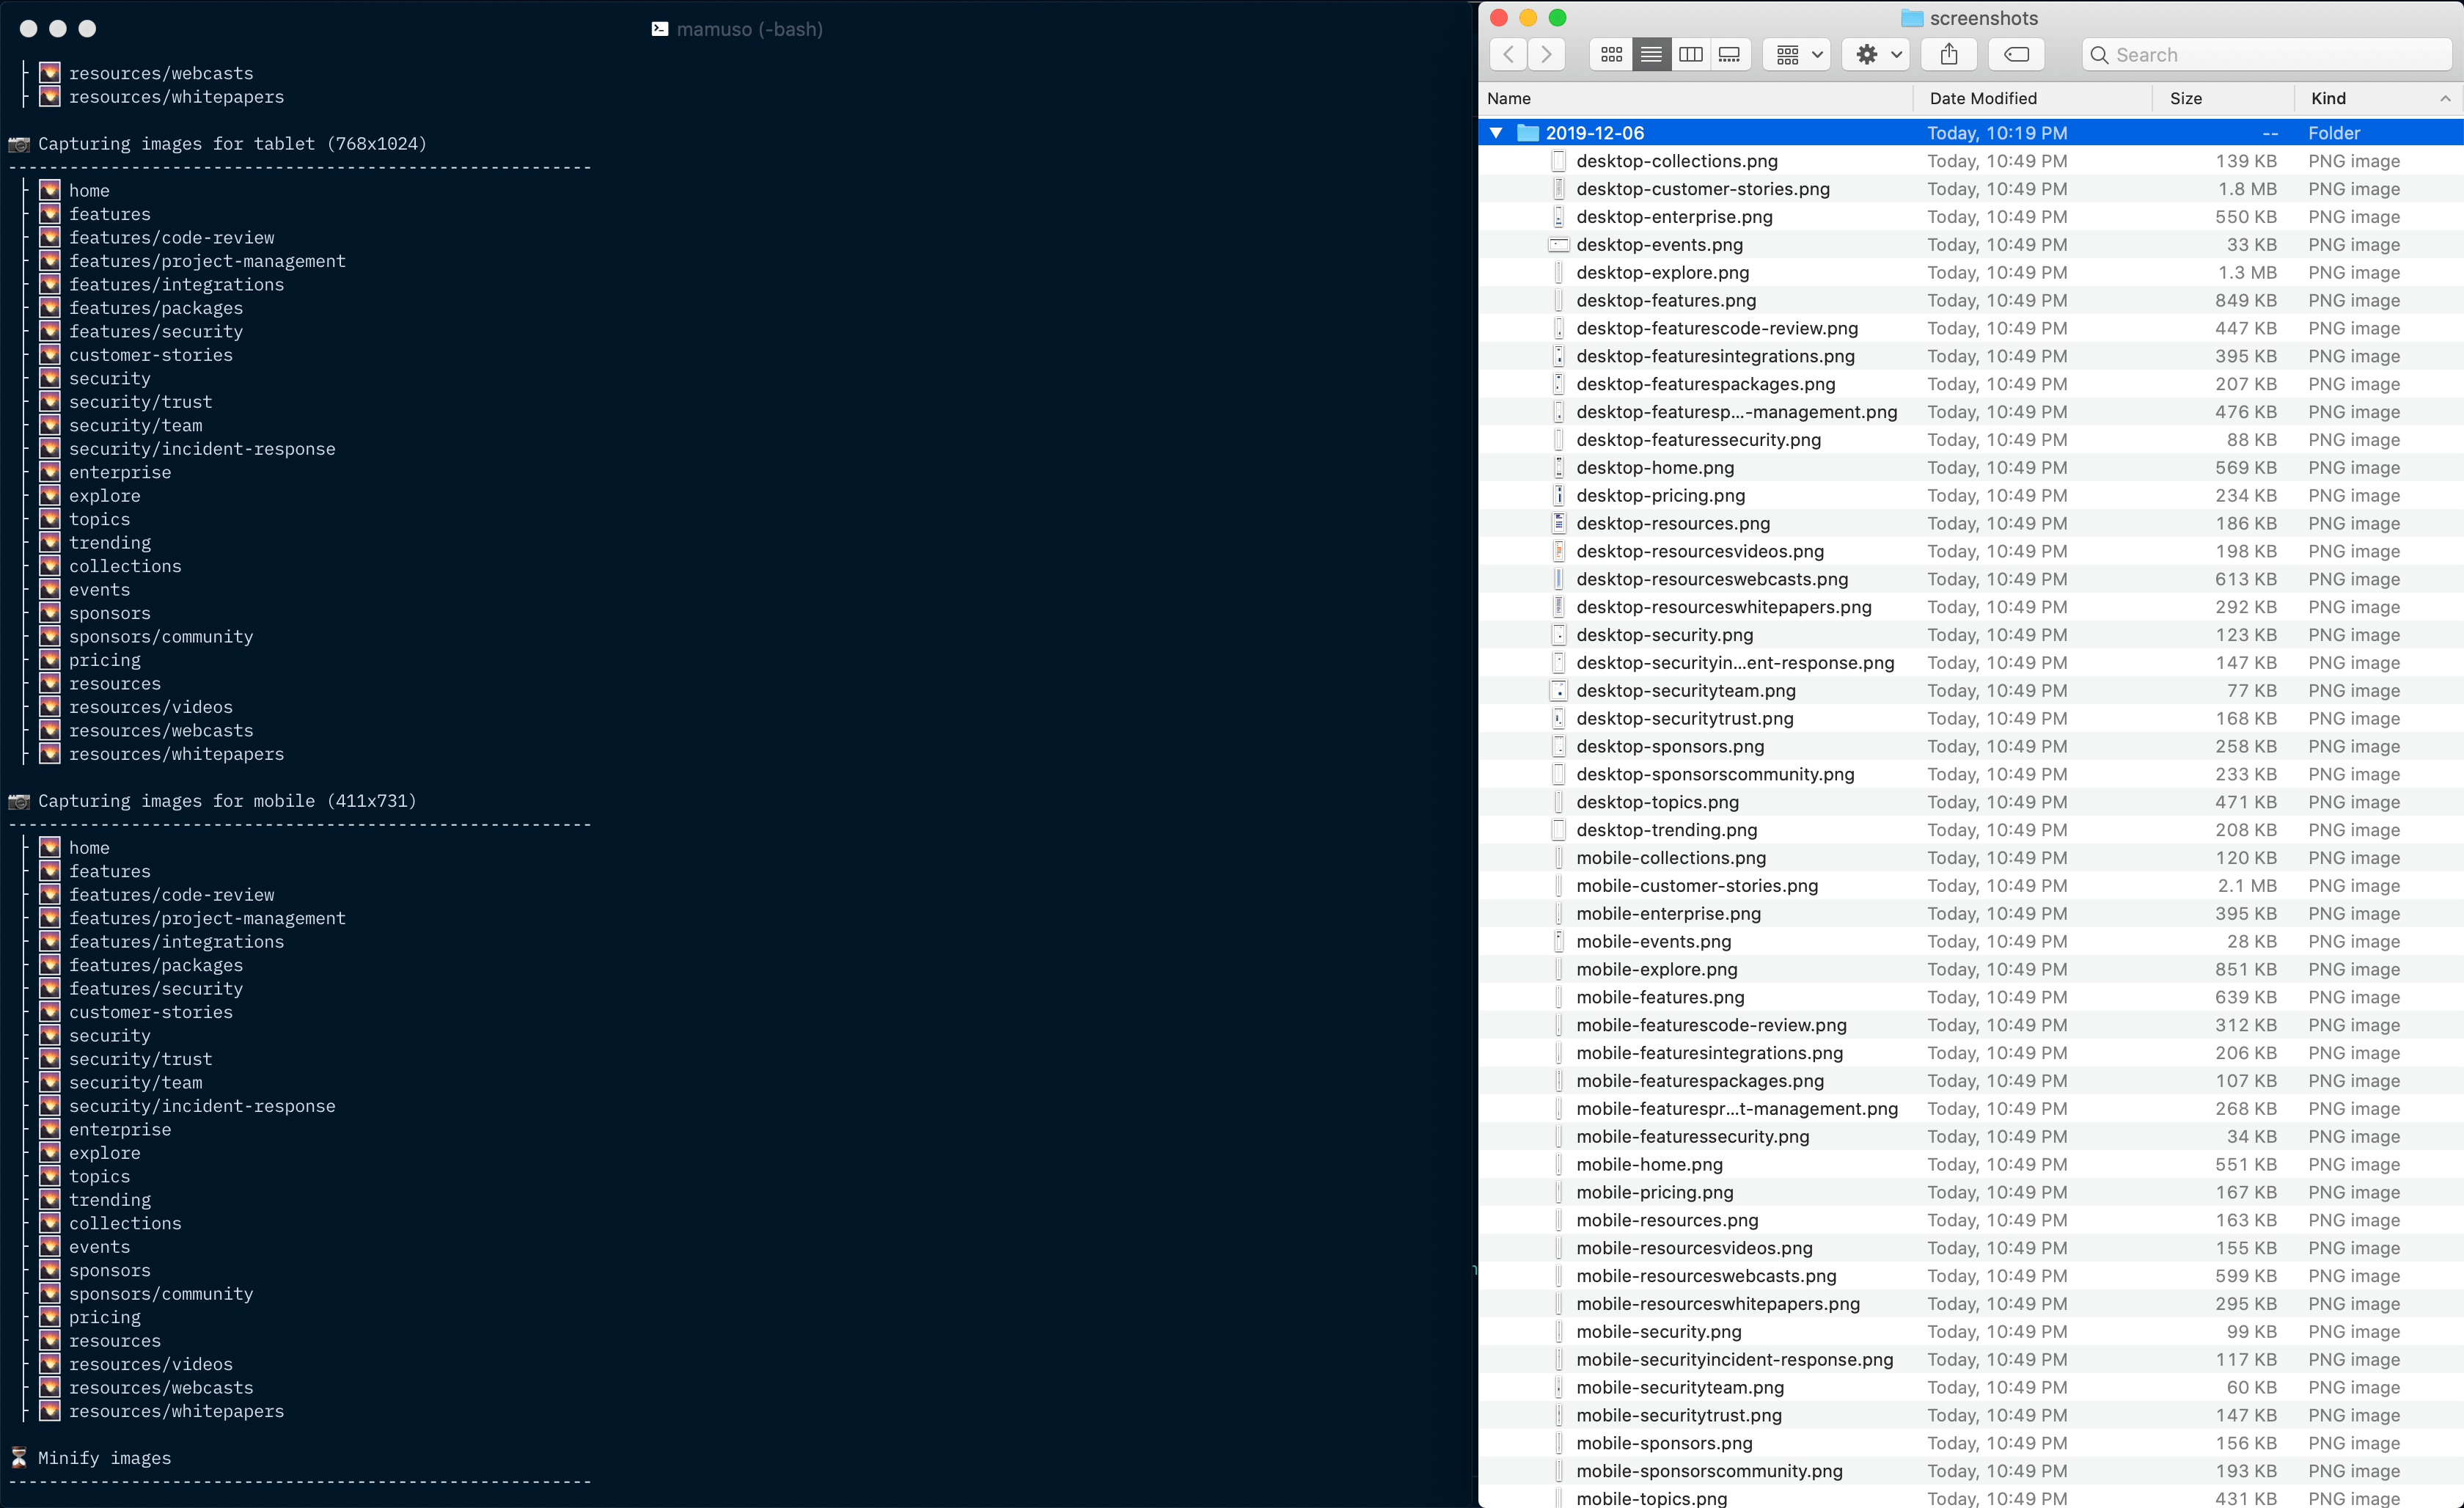 mamuso (-bash)
resources/webcasts
resources/whitepapers
Capturing images for tablet (768x1024)
---------------------------------------------------------
home
features
features/code-review
features/project-management
features/integrations
features/packages
features/security
customer-stories
security
security/trust
security/team
security/incident-response
enterprise
explore
topics
trending
collections
events
sponsors
sponsors/community
pricing
resources
resources/videos
resources/webcasts
resources/whitepapers
Capturing images for mobile (411x731)
---------------------------------------------------------
home
features
features/code-review
features/project-management
features/integrations
features/packages
features/security
customer-stories
security
security/trust
security/team
security/incident-response
enterprise
explore
topics
trending
collections
events
sponsors
sponsors/community
pricing
resources
resources/videos
resources/webcasts
resources/whitepapers
Minify images
---------------------------------------------------------
screenshots
Search
Name Date Modified Size Kind
2019-12-06 Today, 10:19 PM -- Folder
desktop-collections.png Today, 10:49 PM 139 KB PNG image
desktop-customer-stories.png Today, 10:49 PM 1.8 MB PNG image
desktop-enterprise.png Today, 10:49 PM 550 KB PNG image
desktop-events.png Today, 10:49 PM 33 KB PNG image
desktop-explore.png Today, 10:49 PM 1.3 MB PNG image
desktop-features.png Today, 10:49 PM 849 KB PNG image
desktop-featurescode-review.png Today, 10:49 PM 447 KB PNG image
desktop-featuresintegrations.png Today, 10:49 PM 395 KB PNG image
desktop-featurespackages.png Today, 10:49 PM 207 KB PNG image
desktop-featuresp...-management.png Today, 10:49 PM 476 KB PNG image
desktop-featuressecurity.png Today, 10:49 PM 88 KB PNG image
desktop-home.png Today, 10:49 PM 569 KB PNG image
desktop-pricing.png Today, 10:49 PM 234 KB PNG image
desktop-resources.png Today, 10:49 PM 186 KB PNG image
desktop-resourcesvideos.png Today, 10:49 PM 198 KB PNG image
desktop-resourceswebcasts.png Today, 10:49 PM 613 KB PNG image
desktop-resourceswhitepapers.png Today, 10:49 PM 292 KB PNG image
desktop-security.png Today, 10:49 PM 123 KB PNG image
desktop-securityin...ent-response.png Today, 10:49 PM 147 KB PNG image
desktop-securityteam.png Today, 10:49 PM 77 KB PNG image
desktop-securitytrust.png Today, 10:49 PM 168 KB PNG image
desktop-sponsors.png Today, 10:49 PM 258 KB PNG image
desktop-sponsorscommunity.png Today, 10:49 PM 233 KB PNG image
desktop-topics.png Today, 10:49 PM 471 KB PNG image
desktop-trending.png Today, 10:49 PM 208 KB PNG image
mobile-collections.png Today, 10:49 PM 120 KB PNG image
mobile-customer-stories.png Today, 10:49 PM 2.1 MB PNG image
mobile-enterprise.png Today, 10:49 PM 395 KB PNG image
mobile-events.png Today, 10:49 PM 28 KB PNG image
mobile-explore.png Today, 10:49 PM 851 KB PNG image
mobile-features.png Today, 10:49 PM 639 KB PNG image
mobile-featurescode-review.png Today, 10:49 PM 312 KB PNG image
mobile-featuresintegrations.png Today, 10:49 PM 206 KB PNG image
mobile-featurespackages.png Today, 10:49 PM 107 KB PNG image
mobile-featurespr...t-management.png Today, 10:49 PM 268 KB PNG image
mobile-featuressecurity.png Today, 10:49 PM 34 KB PNG image
mobile-home.png Today, 10:49 PM 551 KB PNG image
mobile-pricing.png Today, 10:49 PM 167 KB PNG image
mobile-resources.png Today, 10:49 PM 163 KB PNG image
mobile-resourcesvideos.png Today, 10:49 PM 155 KB PNG image
mobile-resourceswebcasts.png Today, 10:49 PM 599 KB PNG image
mobile-resourceswhitepapers.png Today, 10:49 PM 295 KB PNG image
mobile-security.png Today, 10:49 PM 99 KB PNG image
mobile-securityincident-response.png Today, 10:49 PM 117 KB PNG image
mobile-securityteam.png Today, 10:49 PM 60 KB PNG image
mobile-securitytrust.png Today, 10:49 PM 147 KB PNG image
mobile-sponsors.png Today, 10:49 PM 156 KB PNG image
mobile-sponsorscommunity.png Today, 10:49 PM 193 KB PNG image
mobile-topics.png Today, 10:49 PM 431 KB PNG image